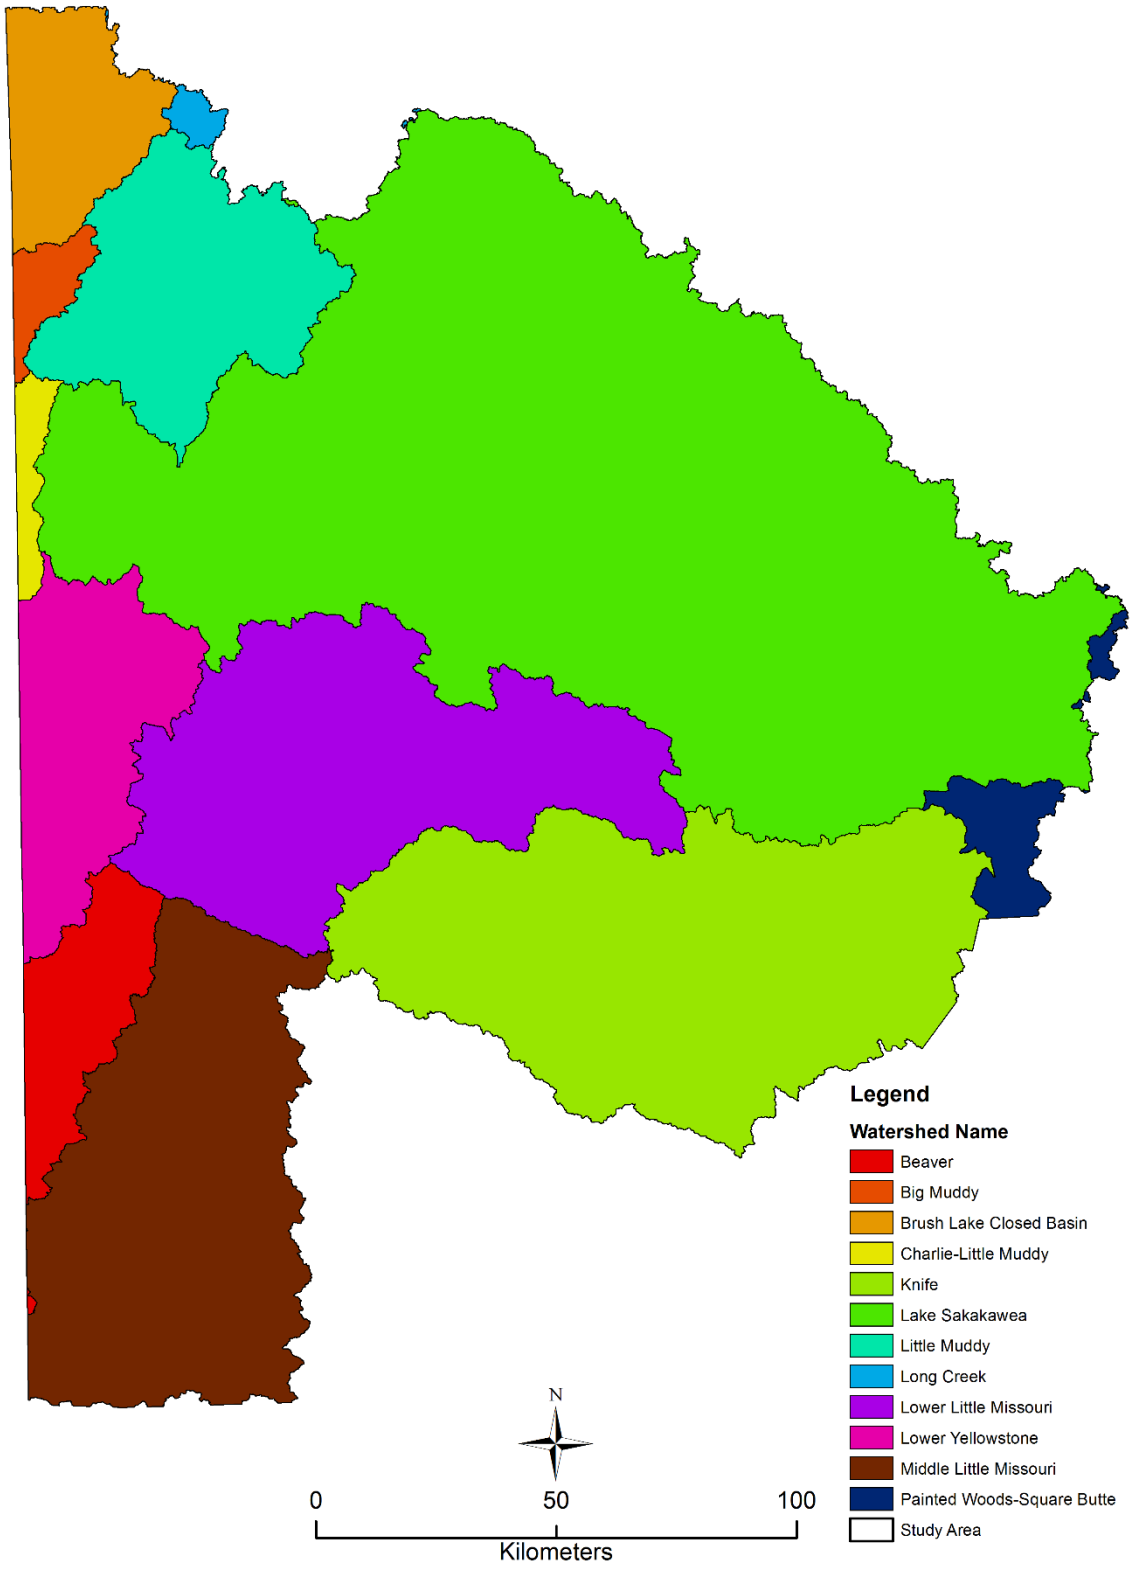 Legend
Watershed Name
Beaver
Big Muddy
Brush Lake Closed Basin
Charlie-Little Muddy
Knife
Lake Sakakawea
Little Muddy
Long Creek
Lower Little Missouri
Lower Yellowstone
Middle Little Missouri
Painted Woods-Square Butte
Study Area
N
0 50 100
Kilometers